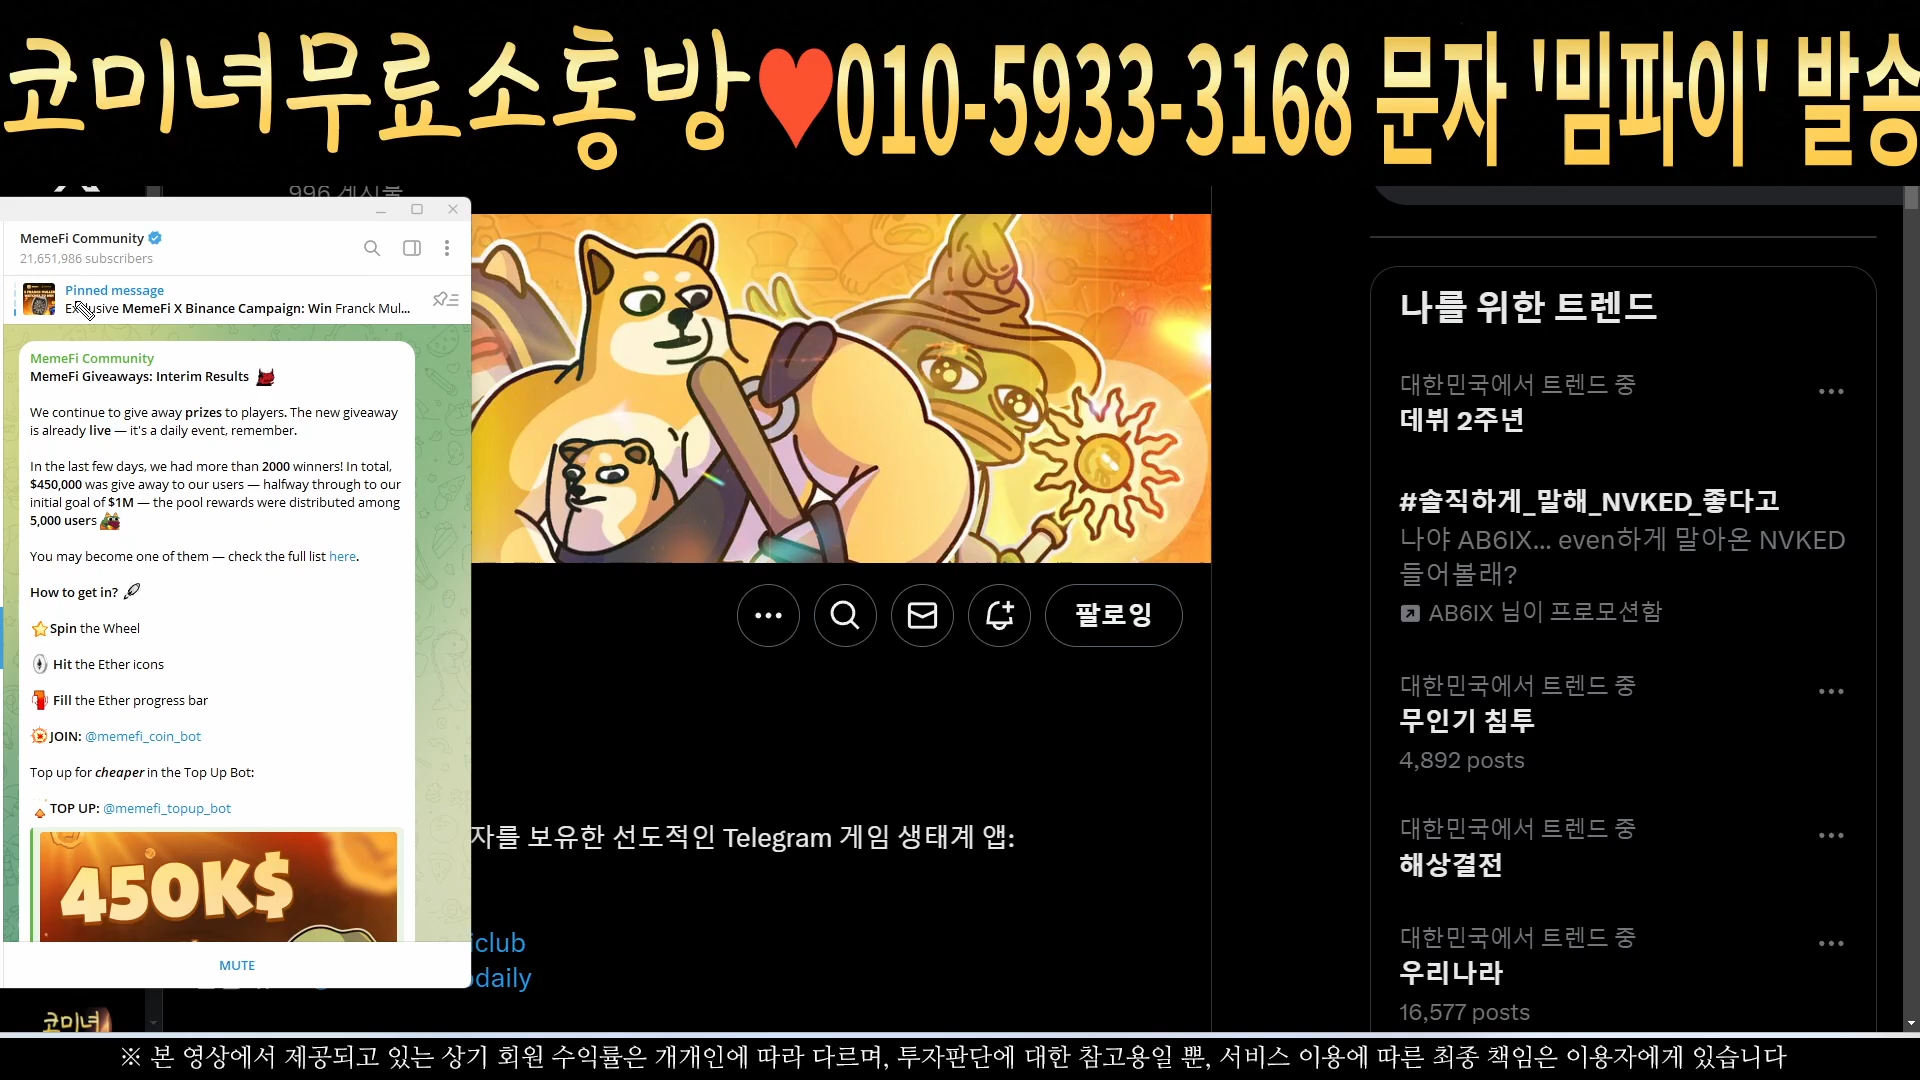 코미녀무료소통방♥010-5933-3168 문자 '밈파이' 발송
996 게시물
MemeFi Community
21,651,986 subscribers
Pinned message
Exclusive MemeFi X Binance Campaign: Win Franck Mul...
MemeFi Community
MemeFi Giveaways: Interim Results
We continue to give away prizes to players. The new giveaway
is already live — it's a daily event, remember.
In the last few days, we had more than 2000 winners! In total,
$450,000 was give away to our users — halfway through to our
initial goal of $1M — the pool rewards were distributed among
5,000 users
You may become one of them — check the full list here.
How to get in?
Spin the Wheel
Hit the Ether icons
Fill the Ether progress bar
JOIN: @memefi_coin_bot
Top up for cheaper in the Top Up Bot:
TOP UP: @memefi_topup_bot
450K$
MUTE
코미녀
팔로잉
자를 보유한 선도적인 Telegram 게임 생태계 앱:
iclub
odaily
나를 위한 트렌드
대한민국에서 트렌드 중
데뷔 2주년
#솔직하게_말해_NVKED_좋다고
나야 AB6IX... even하게 말아온 NVKED
들어볼래?
AB6IX 님이 프로모션함
대한민국에서 트렌드 중
무인기 침투
4,892 posts
대한민국에서 트렌드 중
해상결전
대한민국에서 트렌드 중
우리나라
16,577 posts
※ 본 영상에서 제공되고 있는 상기 회원 수익률은 개개인에 따라 다르며, 투자판단에 대한 참고용일 뿐, 서비스 이용에 따른 최종 책임은 이용자에게 있습니다